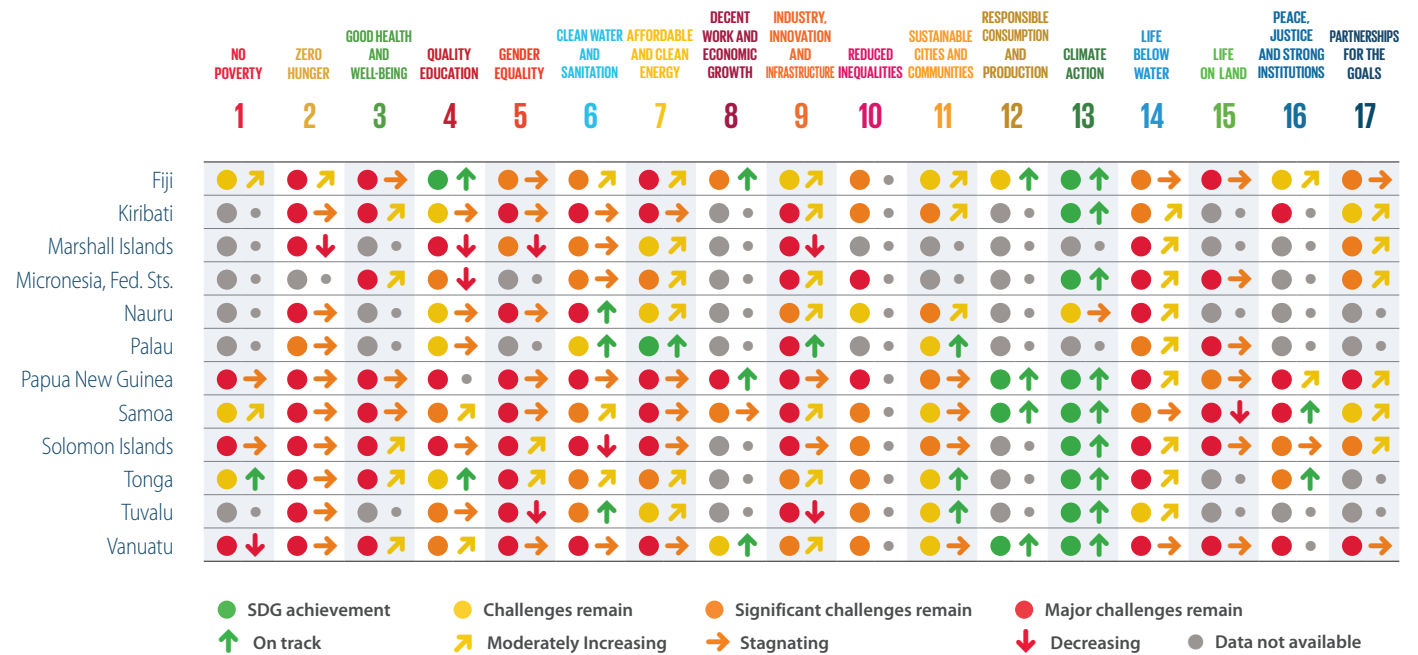 NO
POVERTY
ZERO
HUNGER
GOOD HEALTH
AND
WELL-BEING
QUALITY
EDUCATION
GENDER
EQUALITY
CLEAN WATER
AND
SANITATION
AFFORDABLE
AND CLEAN
ENERGY
DECENT
WORK AND
ECONOMIC
GROWTH
INDUSTRY,
INNOVATION
AND
INFRASTRUCTURE
REDUCED
INEQUALITIES
SUSTAINABLE
CITIES AND
COMMUNITIES
RESPONSIBLE
CONSUMPTION
AND
PRODUCTION
CLIMATE
ACTION
LIFE
BELOW
WATER
LIFE
ON LAND
PEACE,
JUSTICE
AND STRONG
INSTITUTIONS
PARTNERSHIPS
FOR THE
GOALS
1 2 3 4 5 6 7 8 9 10 11 12 13 14 15 16 17
Fiji
Kiribati
Marshall Islands
Micronesia, Fed. Sts.
Nauru
Palau
Papua New Guinea
Samoa
Solomon Islands
Tonga
Tuvalu
Vanuatu
SDG achievement Challenges remain Significant challenges remain Major challenges remain
On track Moderately Increasing Stagnating Decreasing Data not available